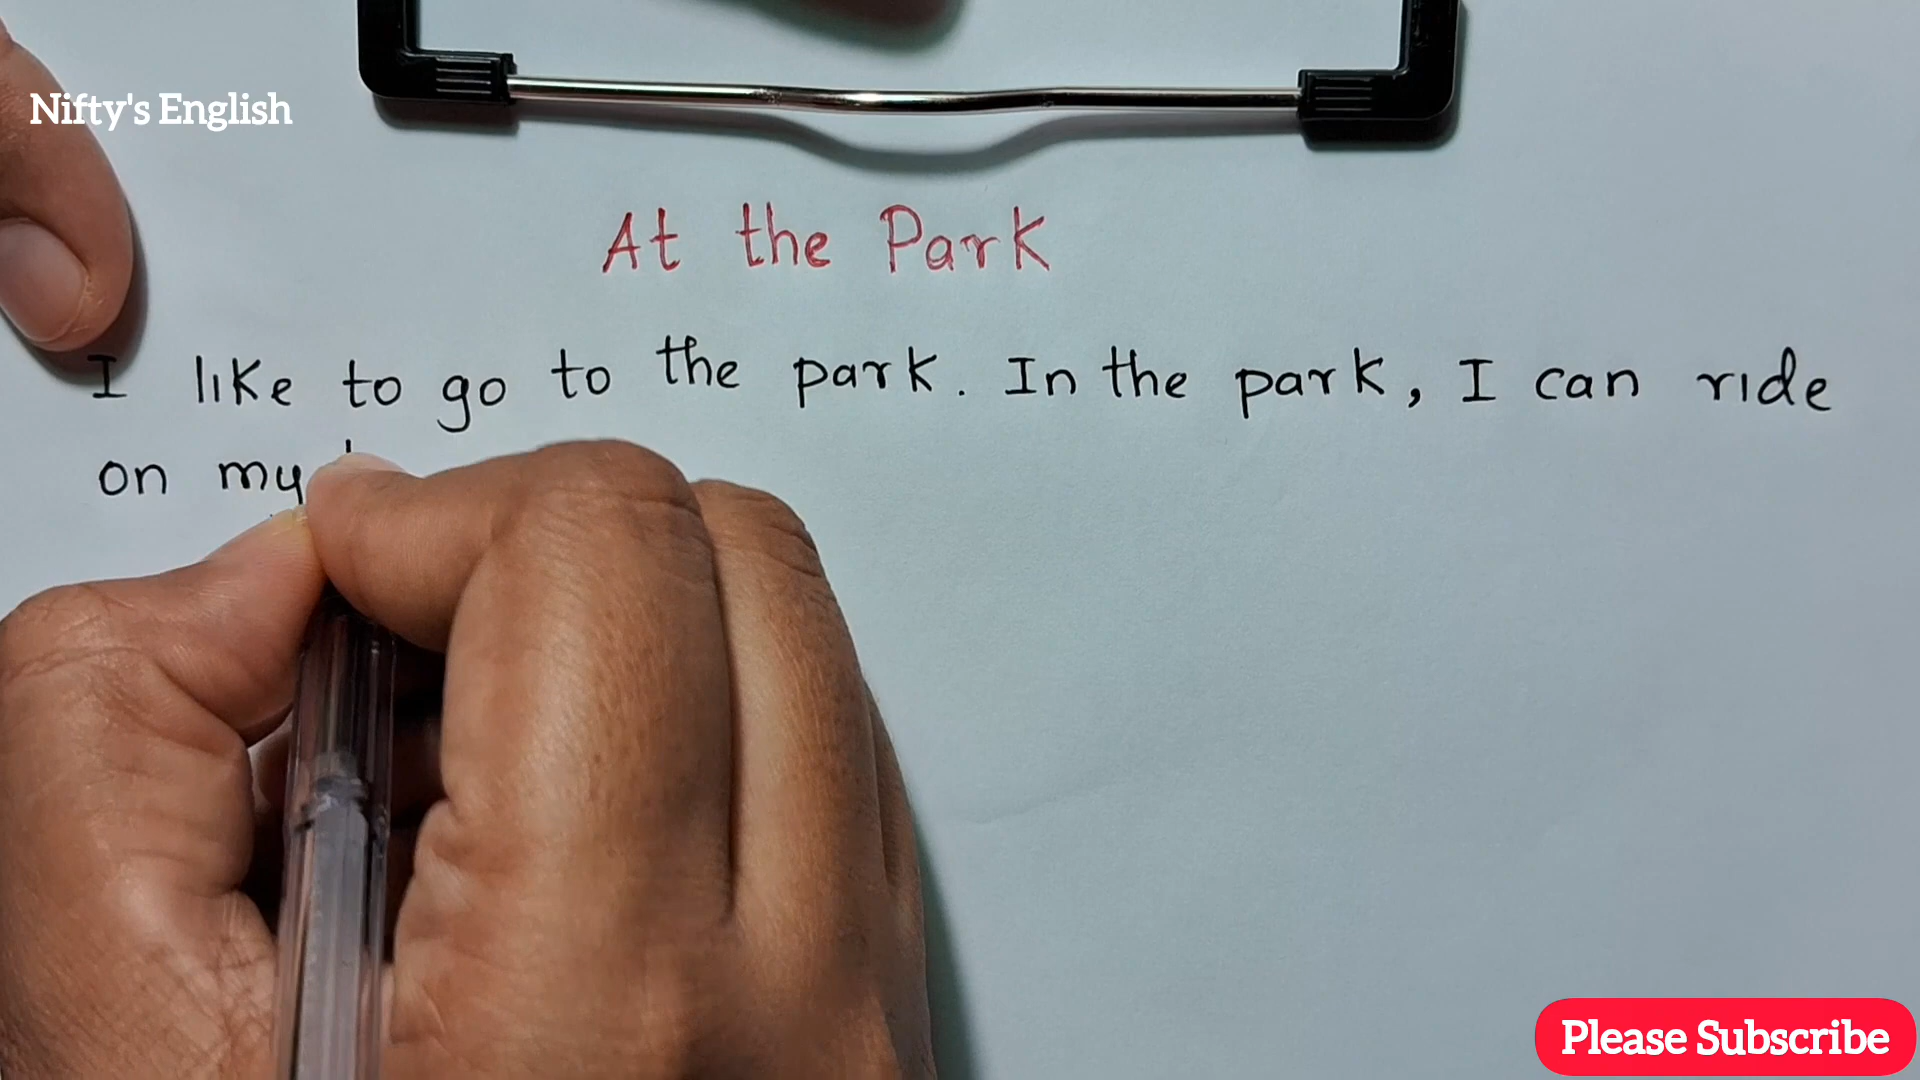 Nifty's English
At the Park
I like to go to the park. In the park, I can ride
on my
Please Subscribe